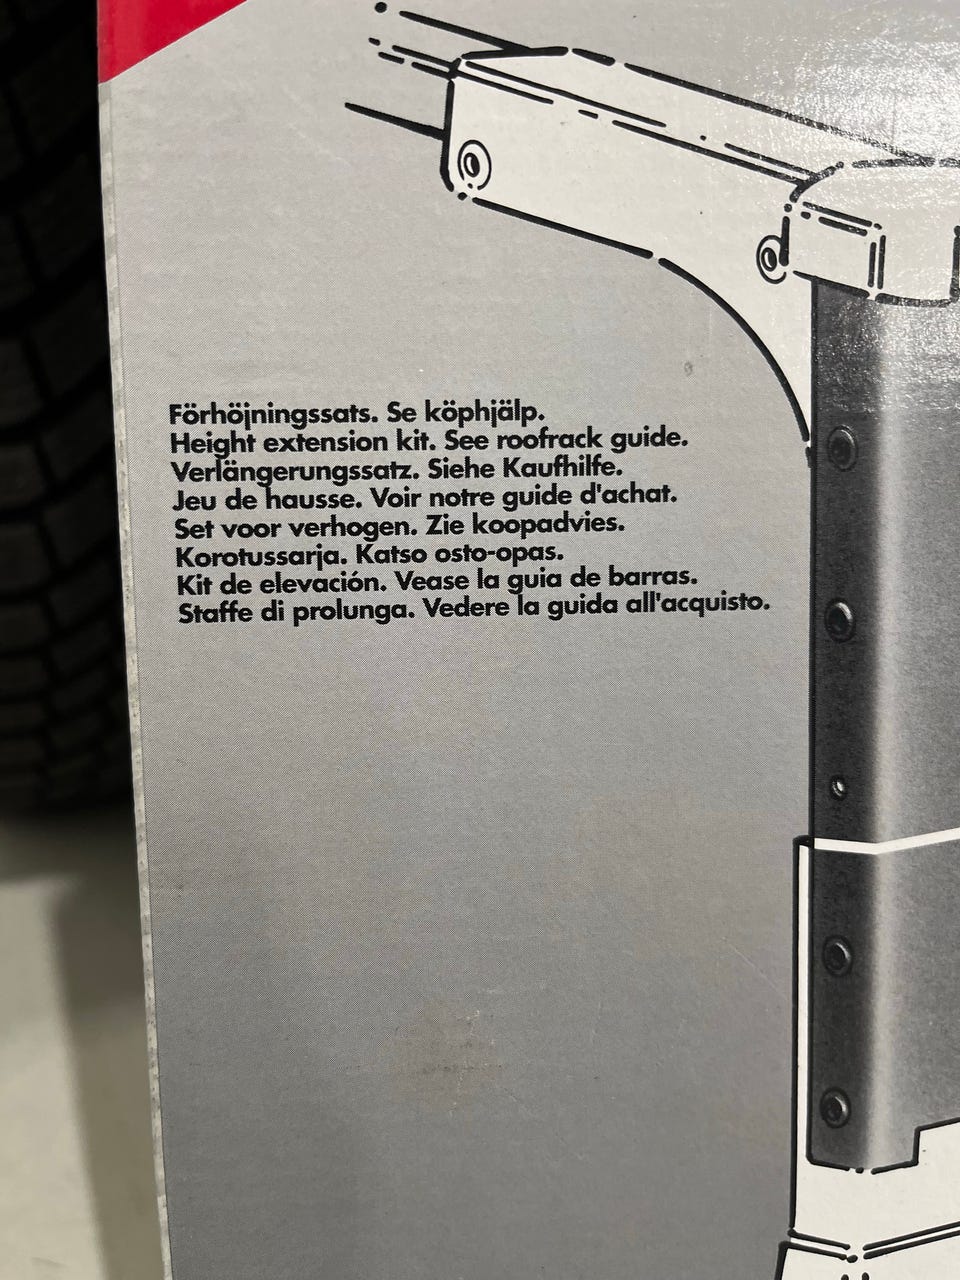 Förhöjningssats. Se köphjälp.
Height extension kit. See roofrack guide.
Verlängerungssatz. Siehe Kaufhilfe.
Jeu de hausse. Voir notre guide d'achat.
Set voor verhogen. Zie koopadvies.
Korotussarja. Katso osto-opas.
Kit de elevación. Vease la guia de barras.
Staffe di prolunga. Vedere la guida all'acquisto.